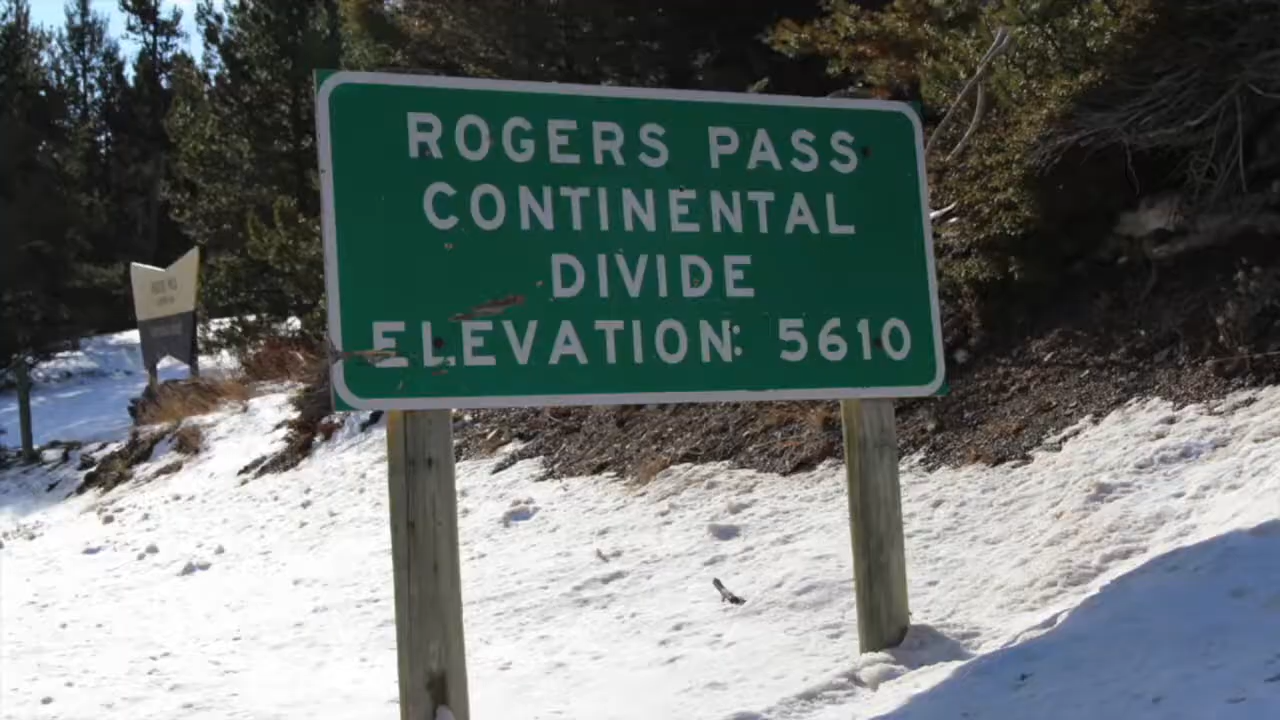 ROGERS PASS
CONTINENTAL
DIVIDE
ELEVATION: 5610